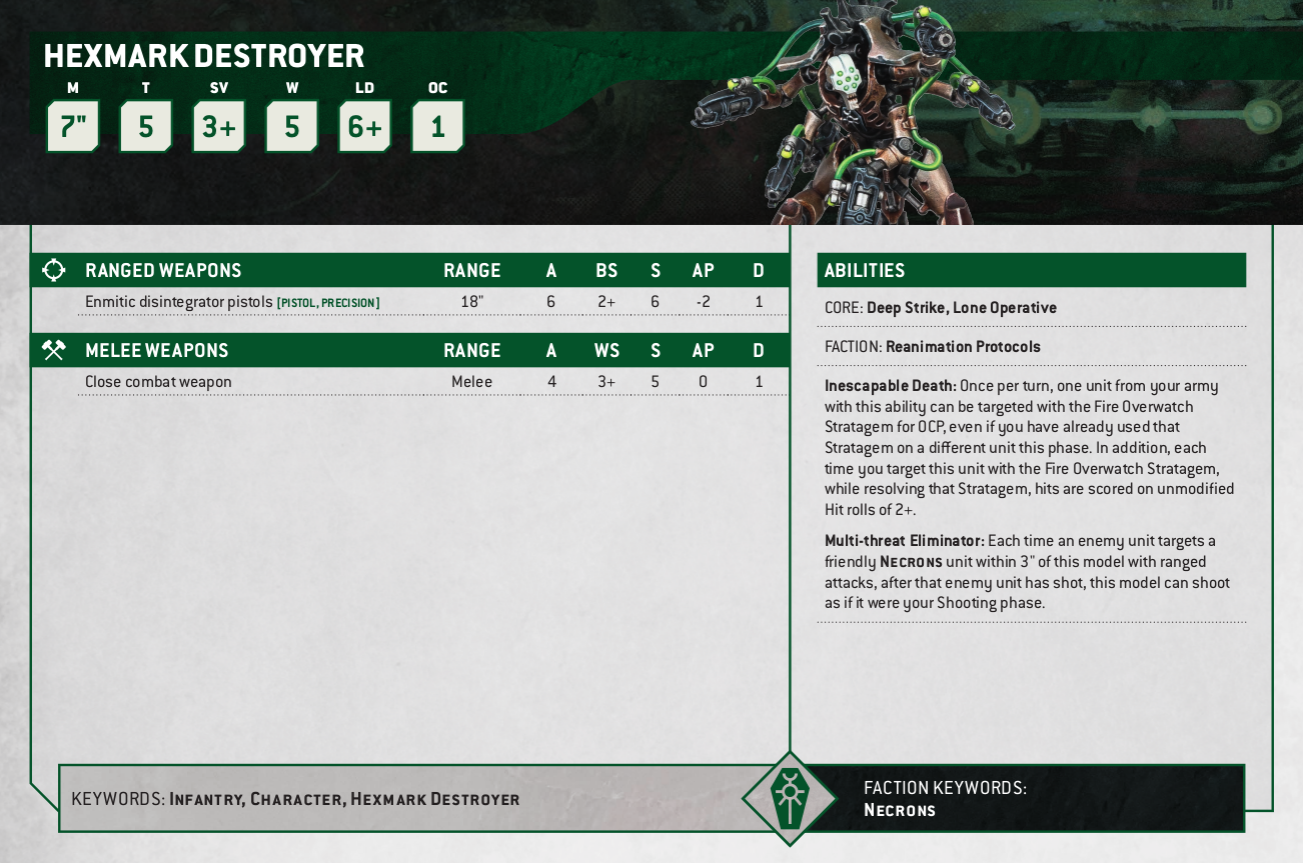 HEXMARK DESTROYER
M T SV W LD OC
7" 5 3+ 5 6+ 1
RANGED WEAPONS RANGE A BS S AP D
Enmitic disintegrator pistols [PISTOL, PRECISION] 18" 6 2+ 6 -2 1
MELEE WEAPONS RANGE A WS S AP D
Close combat weapon Melee 4 3+ 5 0 1
ABILITIES
CORE: Deep Strike, Lone Operative
FACTION: Reanimation Protocols
Inescapable Death: Once per turn, one unit from your army
with this ability can be targeted with the Fire Overwatch
Stratagem for 0CP, even if you have already used that
Stratagem on a different unit this phase. In addition, each
time you target this unit with the Fire Overwatch Stratagem,
while resolving that Stratagem, hits are scored on unmodified
Hit rolls of 2+.
Multi-threat Eliminator: Each time an enemy unit targets a
friendly NECRONS unit within 3" of this model with ranged
attacks, after that enemy unit has shot, this model can shoot
as if it were your Shooting phase.
KEYWORDS: INFANTRY, CHARACTER, HEXMARK DESTROYER
FACTION KEYWORDS:
NECRONS